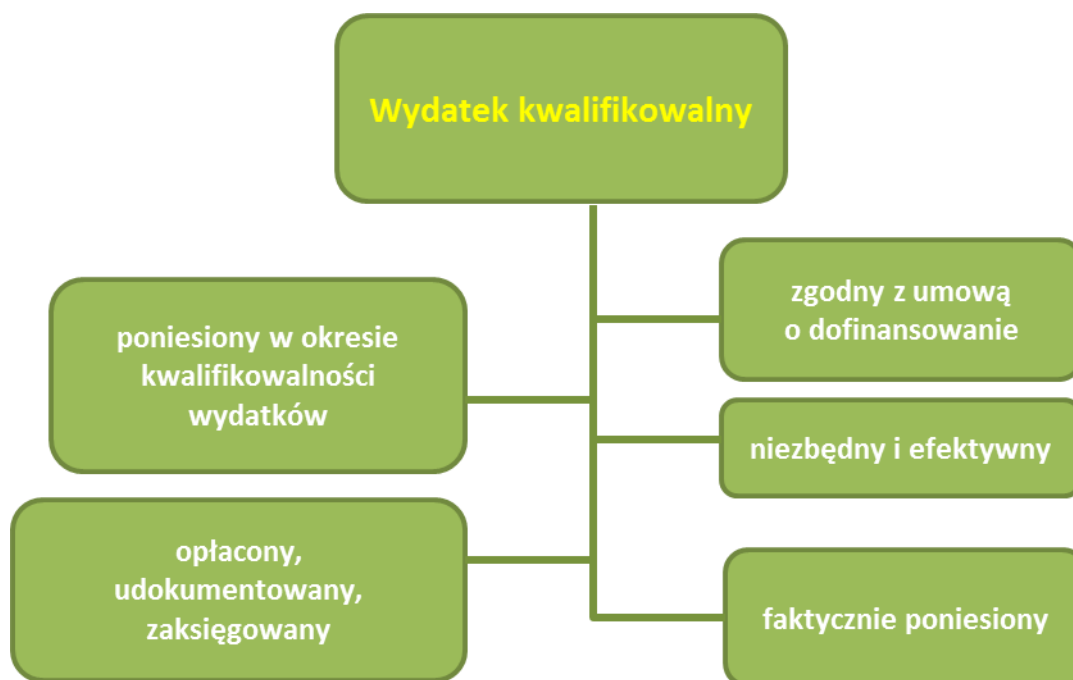 Wydatek kwalifikowalny
poniesiony w okresie
kwalifikowalności
wydatków
opłacony,
udokumentowany,
zaksięgowany
zgodny z umową
o dofinansowanie
niezbędny i efektywny
faktycznie poniesiony